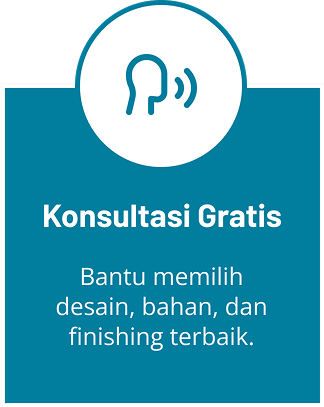 Konsultasi Gratis
Bantu memilih
desain, bahan, dan
finishing terbaik.